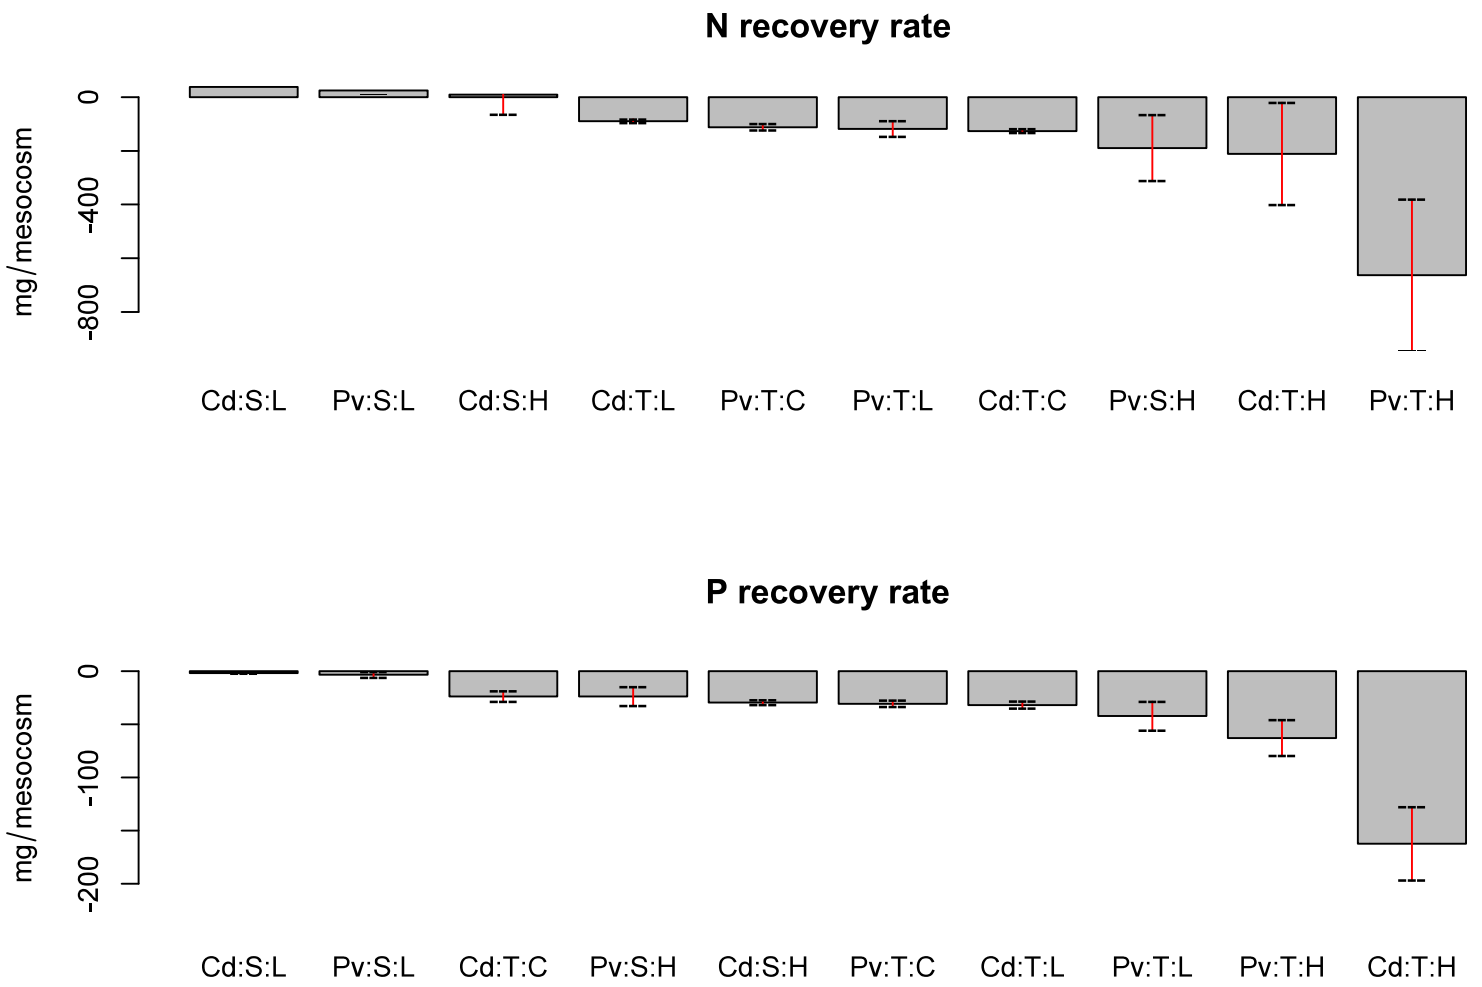 N recovery rate
mg/mesocosm
0
-400
-800
Cd:S:L Pv:S:L Cd:S:H Cd:T:L Pv:T:C Pv:T:L Cd:T:C Pv:S:H Cd:T:H Pv:T:H
P recovery rate
mg/mesocosm
0
-100
-200
Cd:S:L Pv:S:L Cd:T:C Pv:S:H Cd:S:H Pv:T:C Cd:T:L Pv:T:L Pv:T:H Cd:T:H